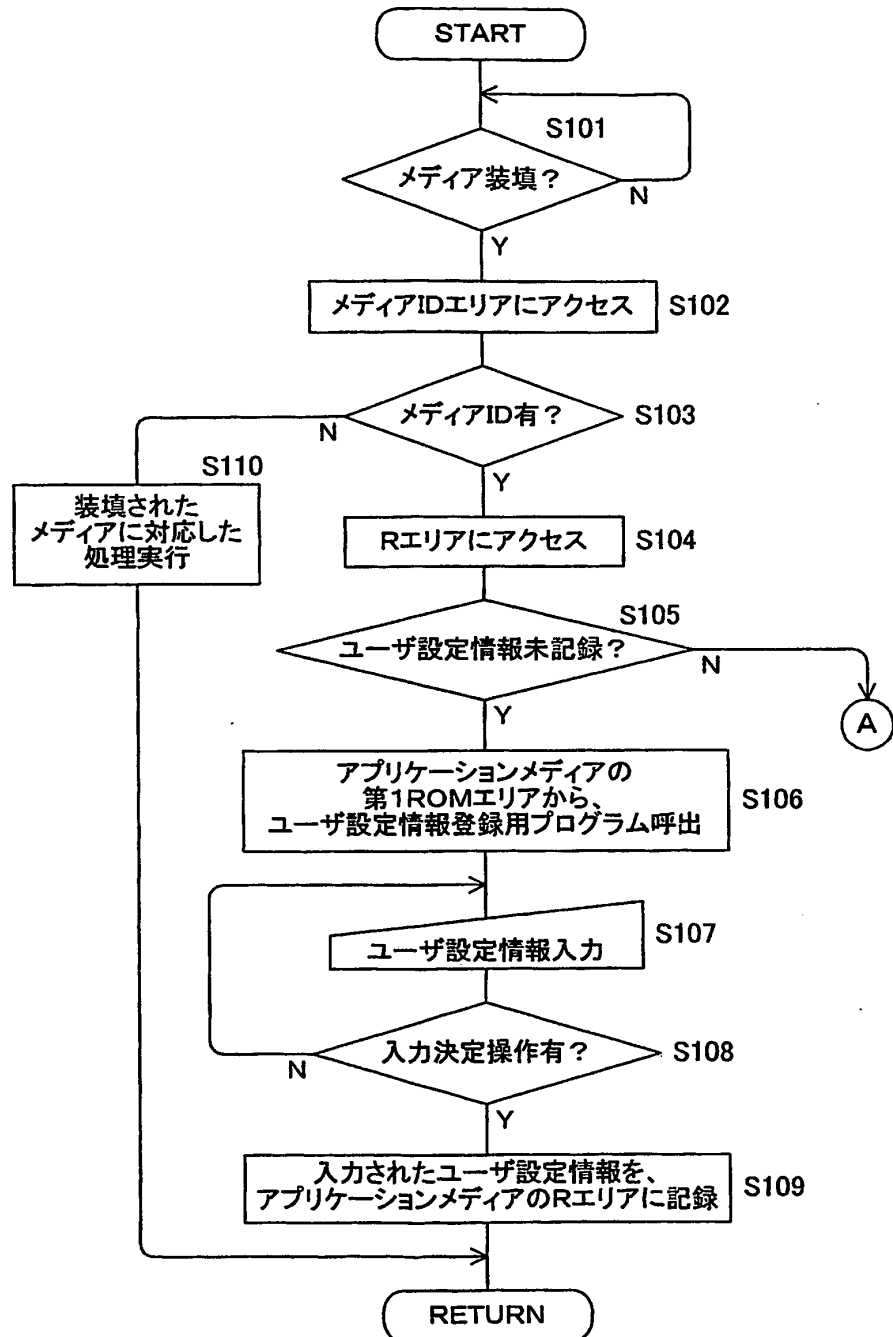 START
S101
メディア装填？
N
Y
メディアIDエリアにアクセス
S102
メディアID有？
S103
N
Y
S110
装填された
メディアに対応した
処理実行
Rエリアにアクセス
S104
S105
ユーザ設定情報未記録？
N
Y
A
アプリケーションメディアの
第1ROMエリアから、
ユーザ設定情報登録用プログラム呼出
S106
ユーザ設定情報入力
S107
入力決定操作有？
S108
N
Y
入力されたユーザ設定情報を、
アプリケーションメディアのRエリアに記録
S109
RETURN